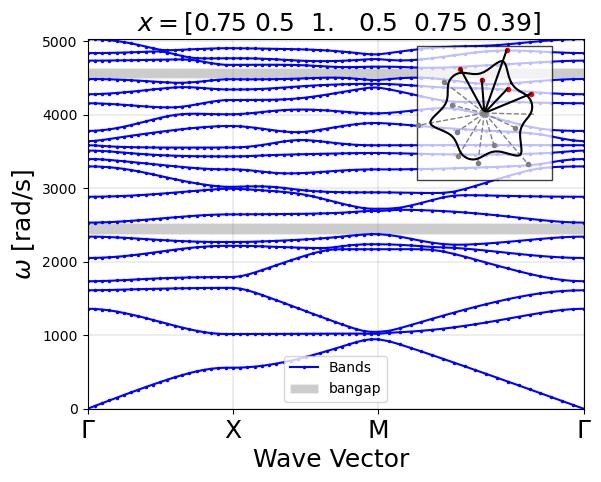 x = [0.75 0.5 1. 0.5 0.75 0.39]
5000
4000
3000
2000
1000
0
ω [rad/s]
Γ X M Γ
Wave Vector
Bands
bangap